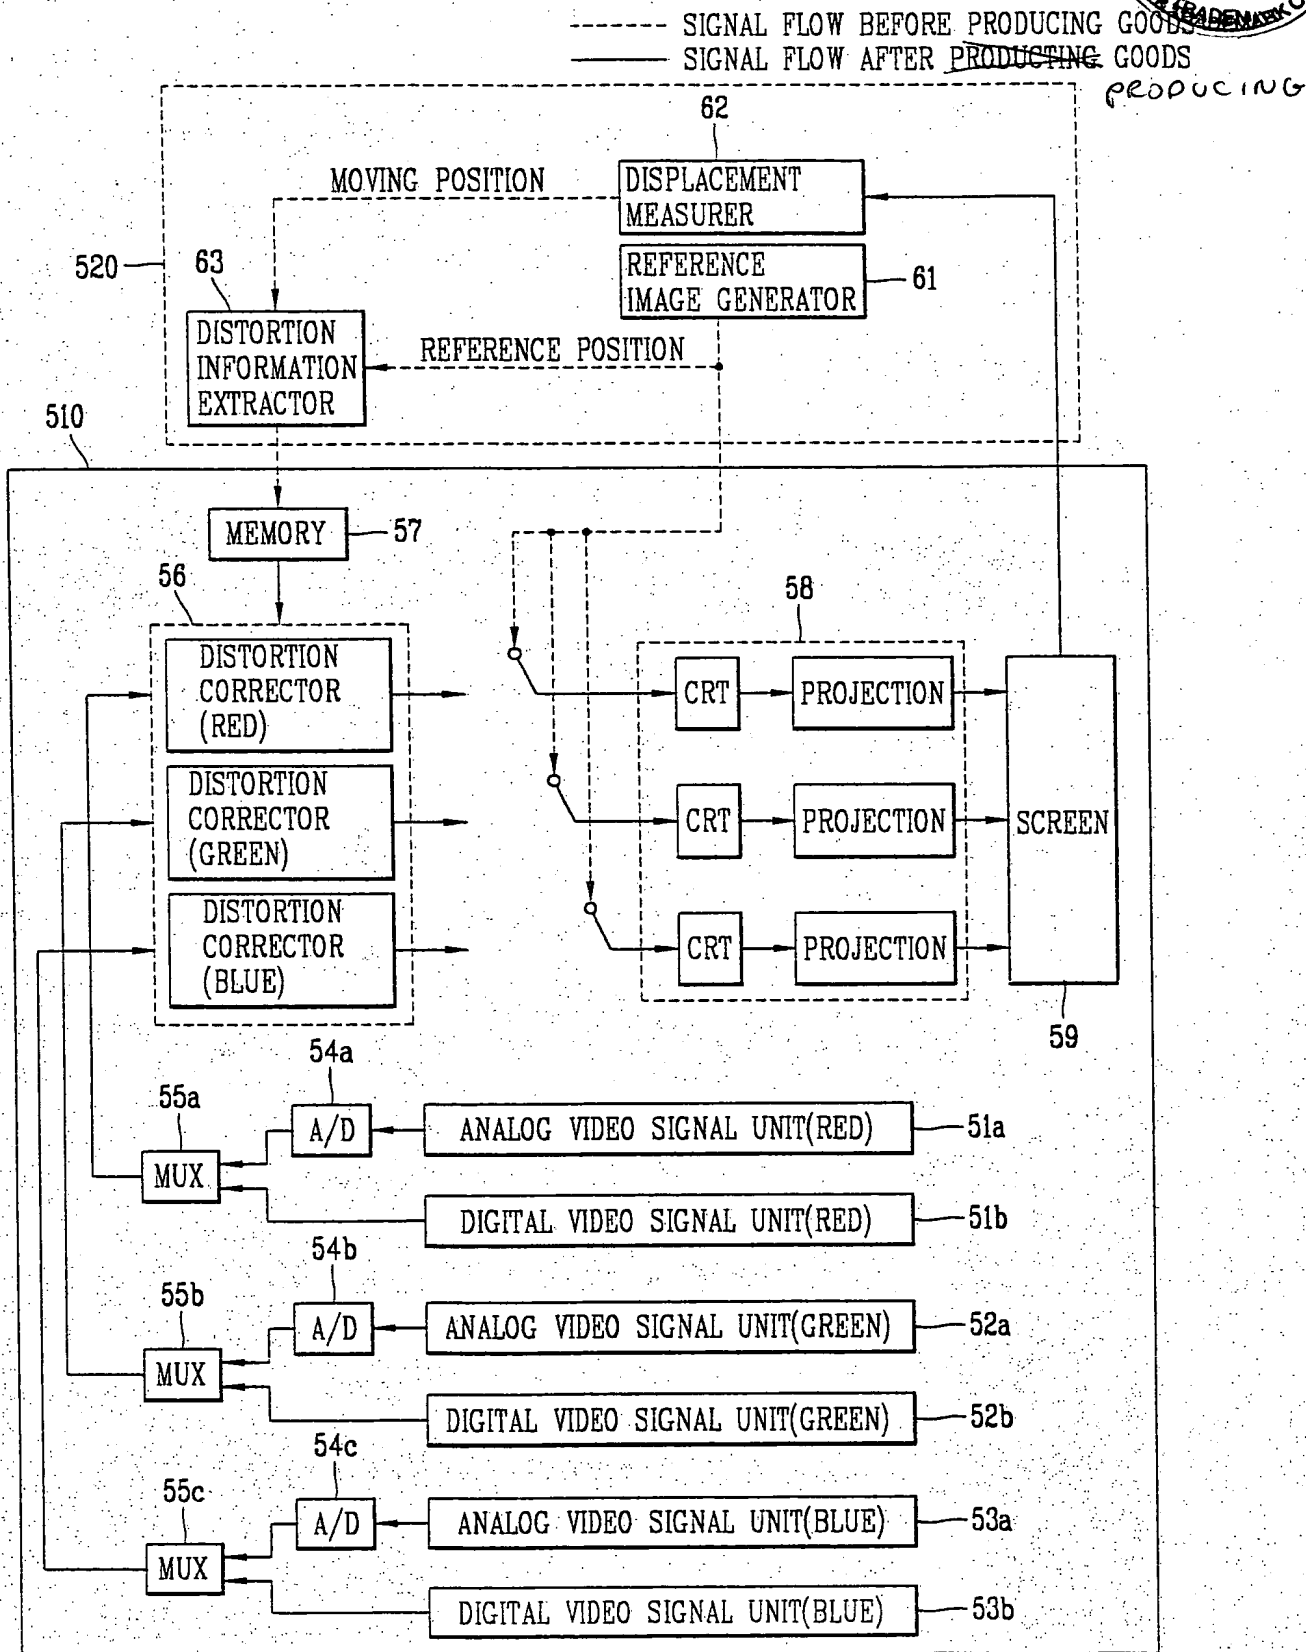 SIGNAL FLOW BEFORE PRODUCING GOODS
SIGNAL FLOW AFTER PRODUCTING GOODS
PRODUCING
TRADEMARK
62
MOVING POSITION
DISPLACEMENT
MEASURER
520
63
REFERENCE
IMAGE GENERATOR
61
DISTORTION
INFORMATION
EXTRACTOR
REFERENCE POSITION
510
MEMORY
57
56
58
DISTORTION
CORRECTOR
(RED)
CRT
PROJECTION
DISTORTION
CORRECTOR
(GREEN)
CRT
PROJECTION
SCREEN
DISTORTION
CORRECTOR
(BLUE)
CRT
PROJECTION
59
54a
55a
A/D
ANALOG VIDEO SIGNAL UNIT(RED)
51a
MUX
DIGITAL VIDEO SIGNAL UNIT(RED)
51b
54b
55b
A/D
ANALOG VIDEO SIGNAL UNIT(GREEN)
52a
MUX
DIGITAL VIDEO SIGNAL UNIT(GREEN)
52b
54c
55c
A/D
ANALOG VIDEO SIGNAL UNIT(BLUE)
53a
MUX
DIGITAL VIDEO SIGNAL UNIT(BLUE)
53b